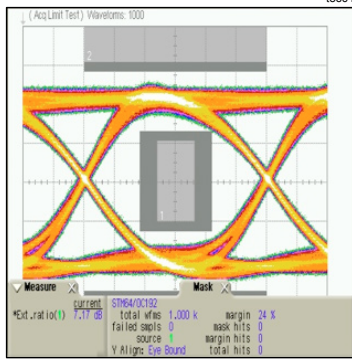 ( Acq Limit Test ) Waveforms: 1000
2
1
Measure
Mask
current
*Ext.ratio(1) 7.17 dB
STM64/OC192
total wfms 1.000 k margin 24 %
failed smpls 0 mask hits 0
source 1 margin hits 0
Y Align: Eye Bound total hits 0